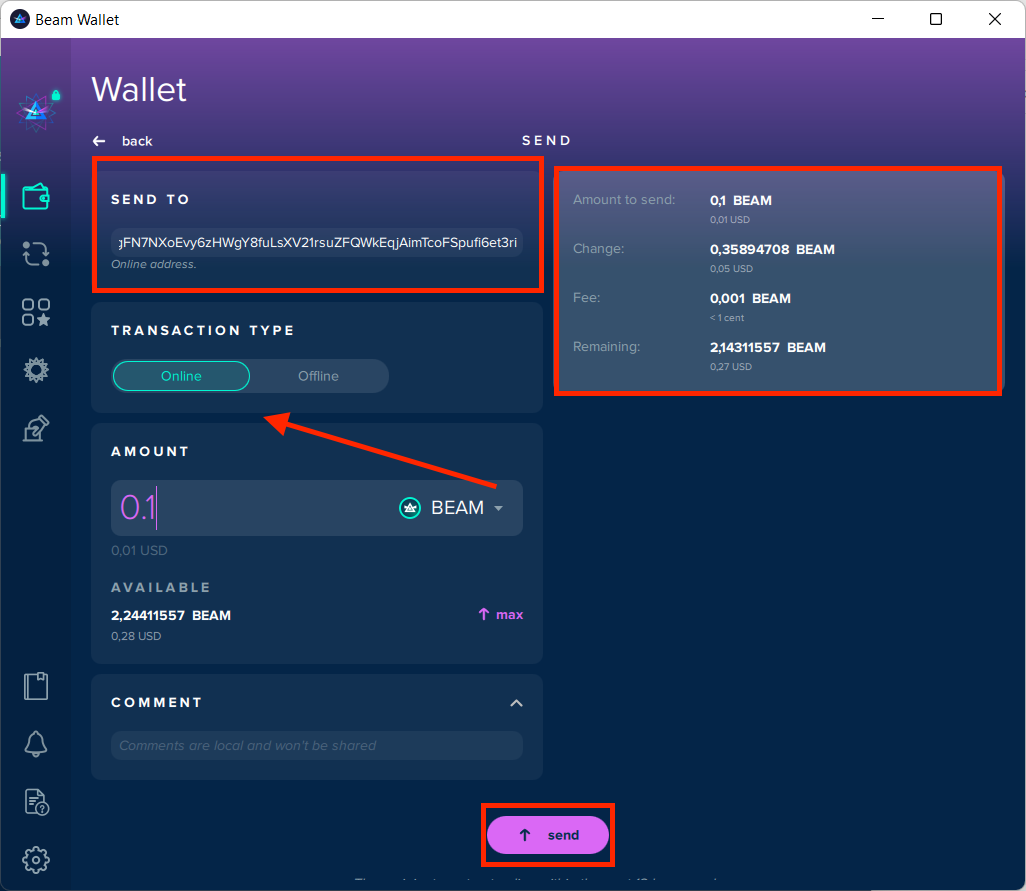 Beam Wallet
Wallet
back
SEND
SEND TO
gFN7NXoEvy6zHWgY8fuLsXV21rsuZFQWkEqjAimTcoFSpufi6et3ri
Online address.
TRANSACTION TYPE
Online
Offline
AMOUNT
0.1
BEAM
0,01 USD
AVAILABLE
2,24411557 BEAM
max
0,28 USD
COMMENT
Comments are local and won't be shared
Amount to send:
0,1 BEAM
0,01 USD
Change:
0,35894708 BEAM
0,05 USD
Fee:
0,001 BEAM
< 1 cent
Remaining:
2,14311557 BEAM
0,27 USD
send